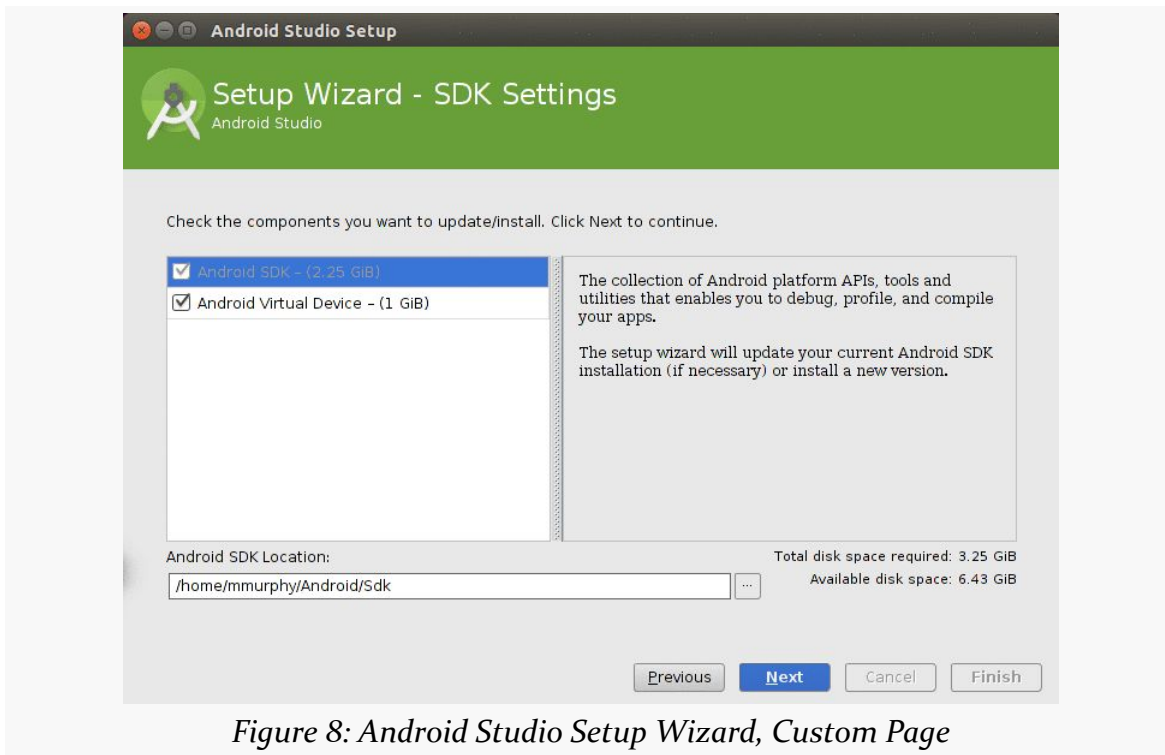 Android Studio Setup
Setup Wizard - SDK Settings
Android Studio
Check the components you want to update/install. Click Next to continue.
Android SDK – (2.25 GiB)
Android Virtual Device – (1 GiB)
The collection of Android platform APIs, tools and
utilities that enables you to debug, profile, and compile
your apps.
The setup wizard will update your current Android SDK
installation (if necessary) or install a new version.
Android SDK Location:
/home/mmurphy/Android/Sdk
...
Total disk space required: 3.25 GiB
Available disk space: 6.43 GiB
Previous
Next
Cancel
Finish
Figure 8: Android Studio Setup Wizard, Custom Page